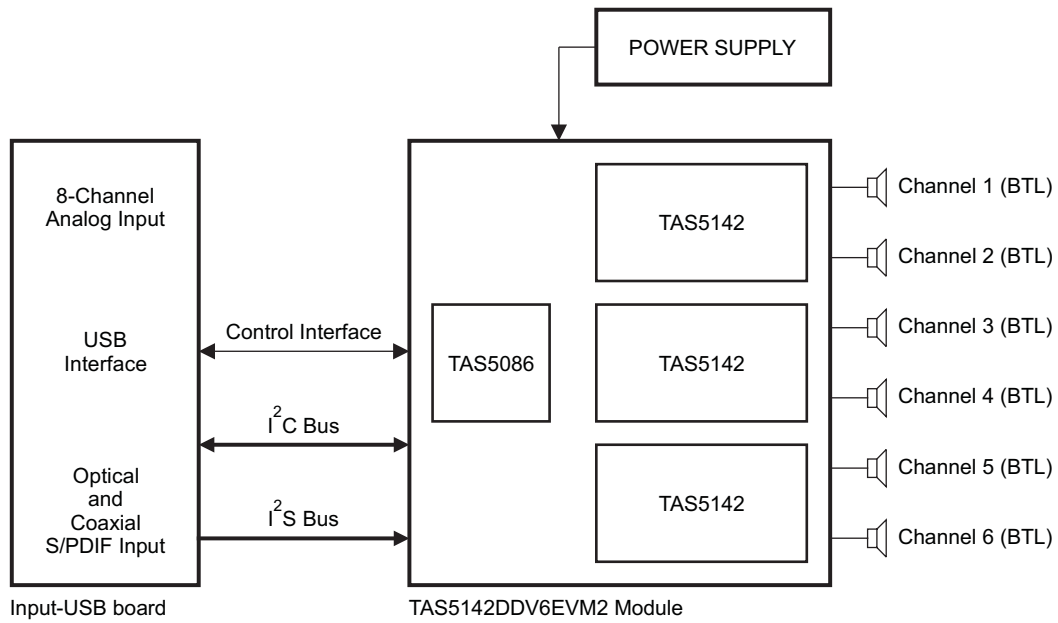 POWER SUPPLY
8-Channel
Analog Input
USB
Interface
Optical
and
Coaxial
S/PDIF Input
Input-USB board
Control Interface
I2C Bus
I2S Bus
TAS5086
TAS5142
TAS5142
TAS5142
TAS5142DDV6EVM2 Module
Channel 1 (BTL)
Channel 2 (BTL)
Channel 3 (BTL)
Channel 4 (BTL)
Channel 5 (BTL)
Channel 6 (BTL)